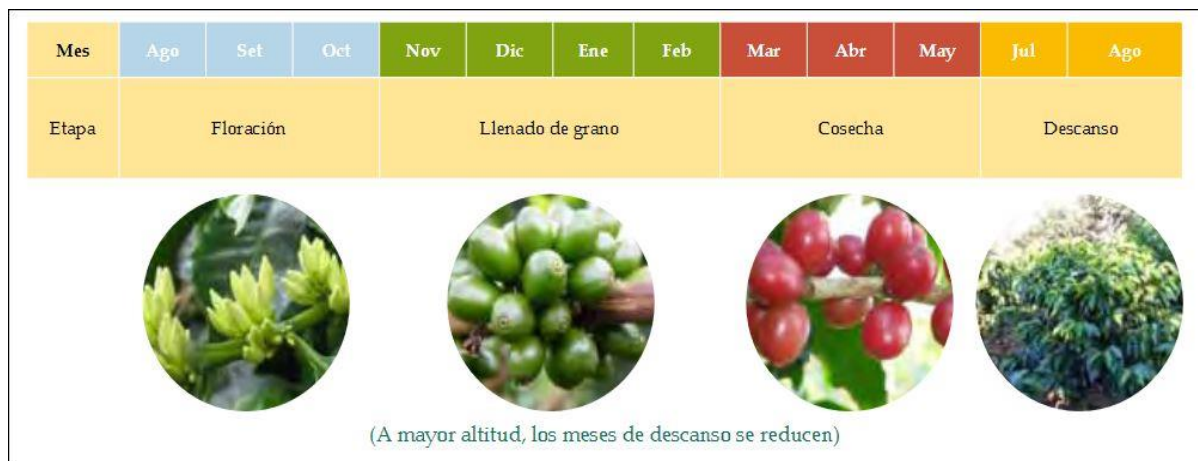 Mes Ago Set Oct Nov Dic Ene Feb Mar Abr May Jul Ago
Etapa Floración Llenado de grano Cosecha Descanso
(A mayor altitud, los meses de descanso se reducen)